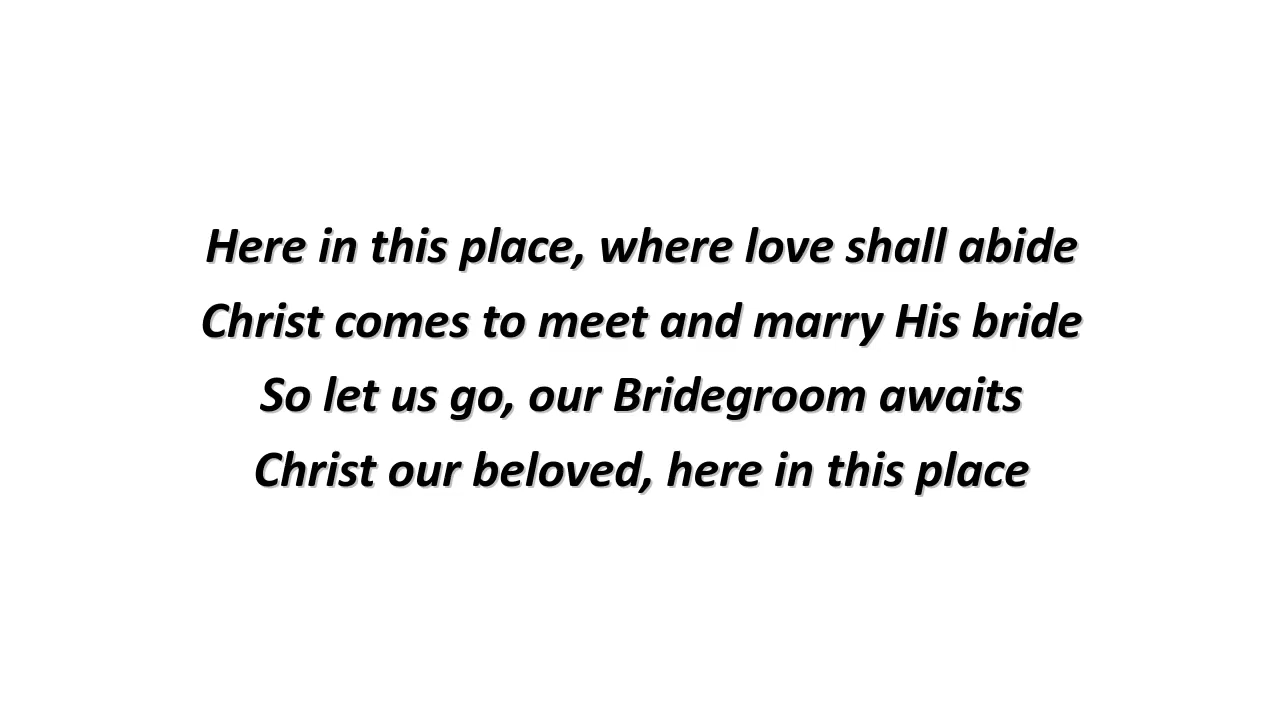 Here in this place, where love shall abide
Christ comes to meet and marry His bride
So let us go, our Bridegroom awaits
Christ our beloved, here in this place